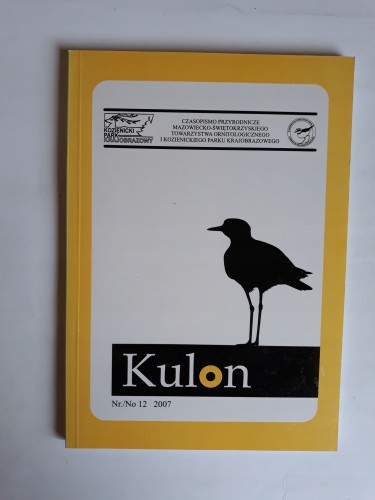 KOZIENICKI
PARK
KRAJOBRAZOWY
CZASOPISMO PRZYRODNICZE
MAZOWIECKO-ŚWIĘTOKRZYSKIEGO
TOWARZYSTWA ORNITOLOGICZNEGO
I KOZIENICKIEGO PARKU KRAJOBRAZOWEGO
Kulon
Nr./No 12 2007